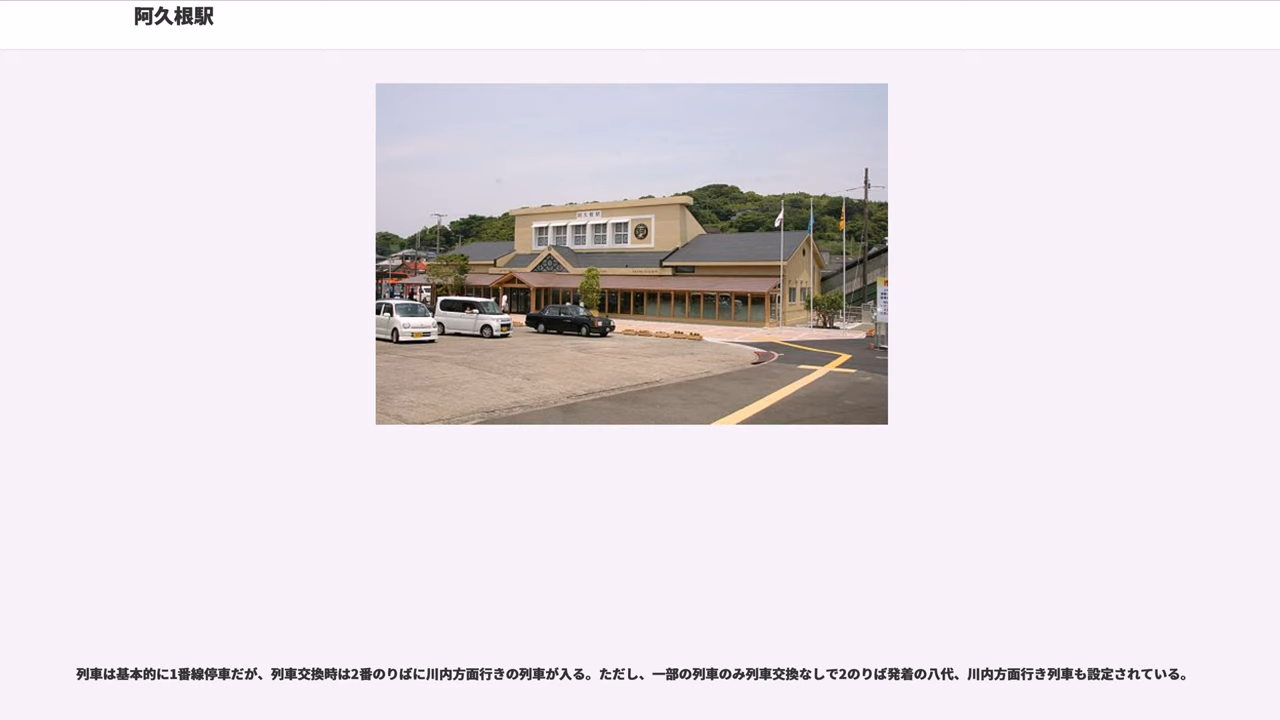 阿久根駅
阿久根駅
列車は基本的に1番線停車だが、列車交換時は2番のりばに川内方面行きの列車が入る。ただし、一部の列車のみ列車交換なしで2のりば発着の八代、川内方面行き列車も設定されている。